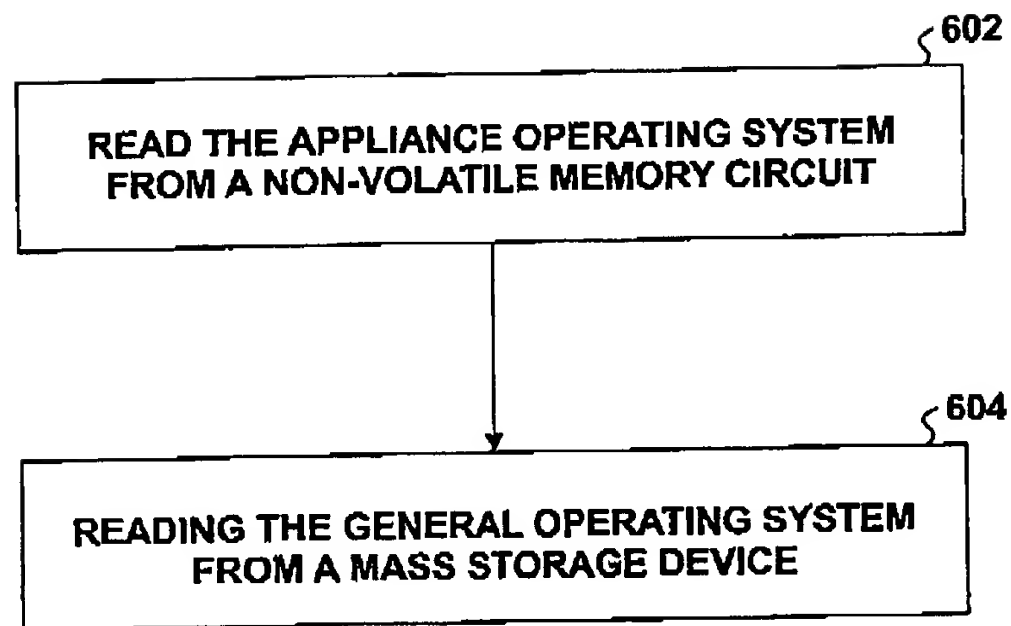 602
READ THE APPLIANCE OPERATING SYSTEM
FROM A NON-VOLATILE MEMORY CIRCUIT
604
READING THE GENERAL OPERATING SYSTEM
FROM A MASS STORAGE DEVICE